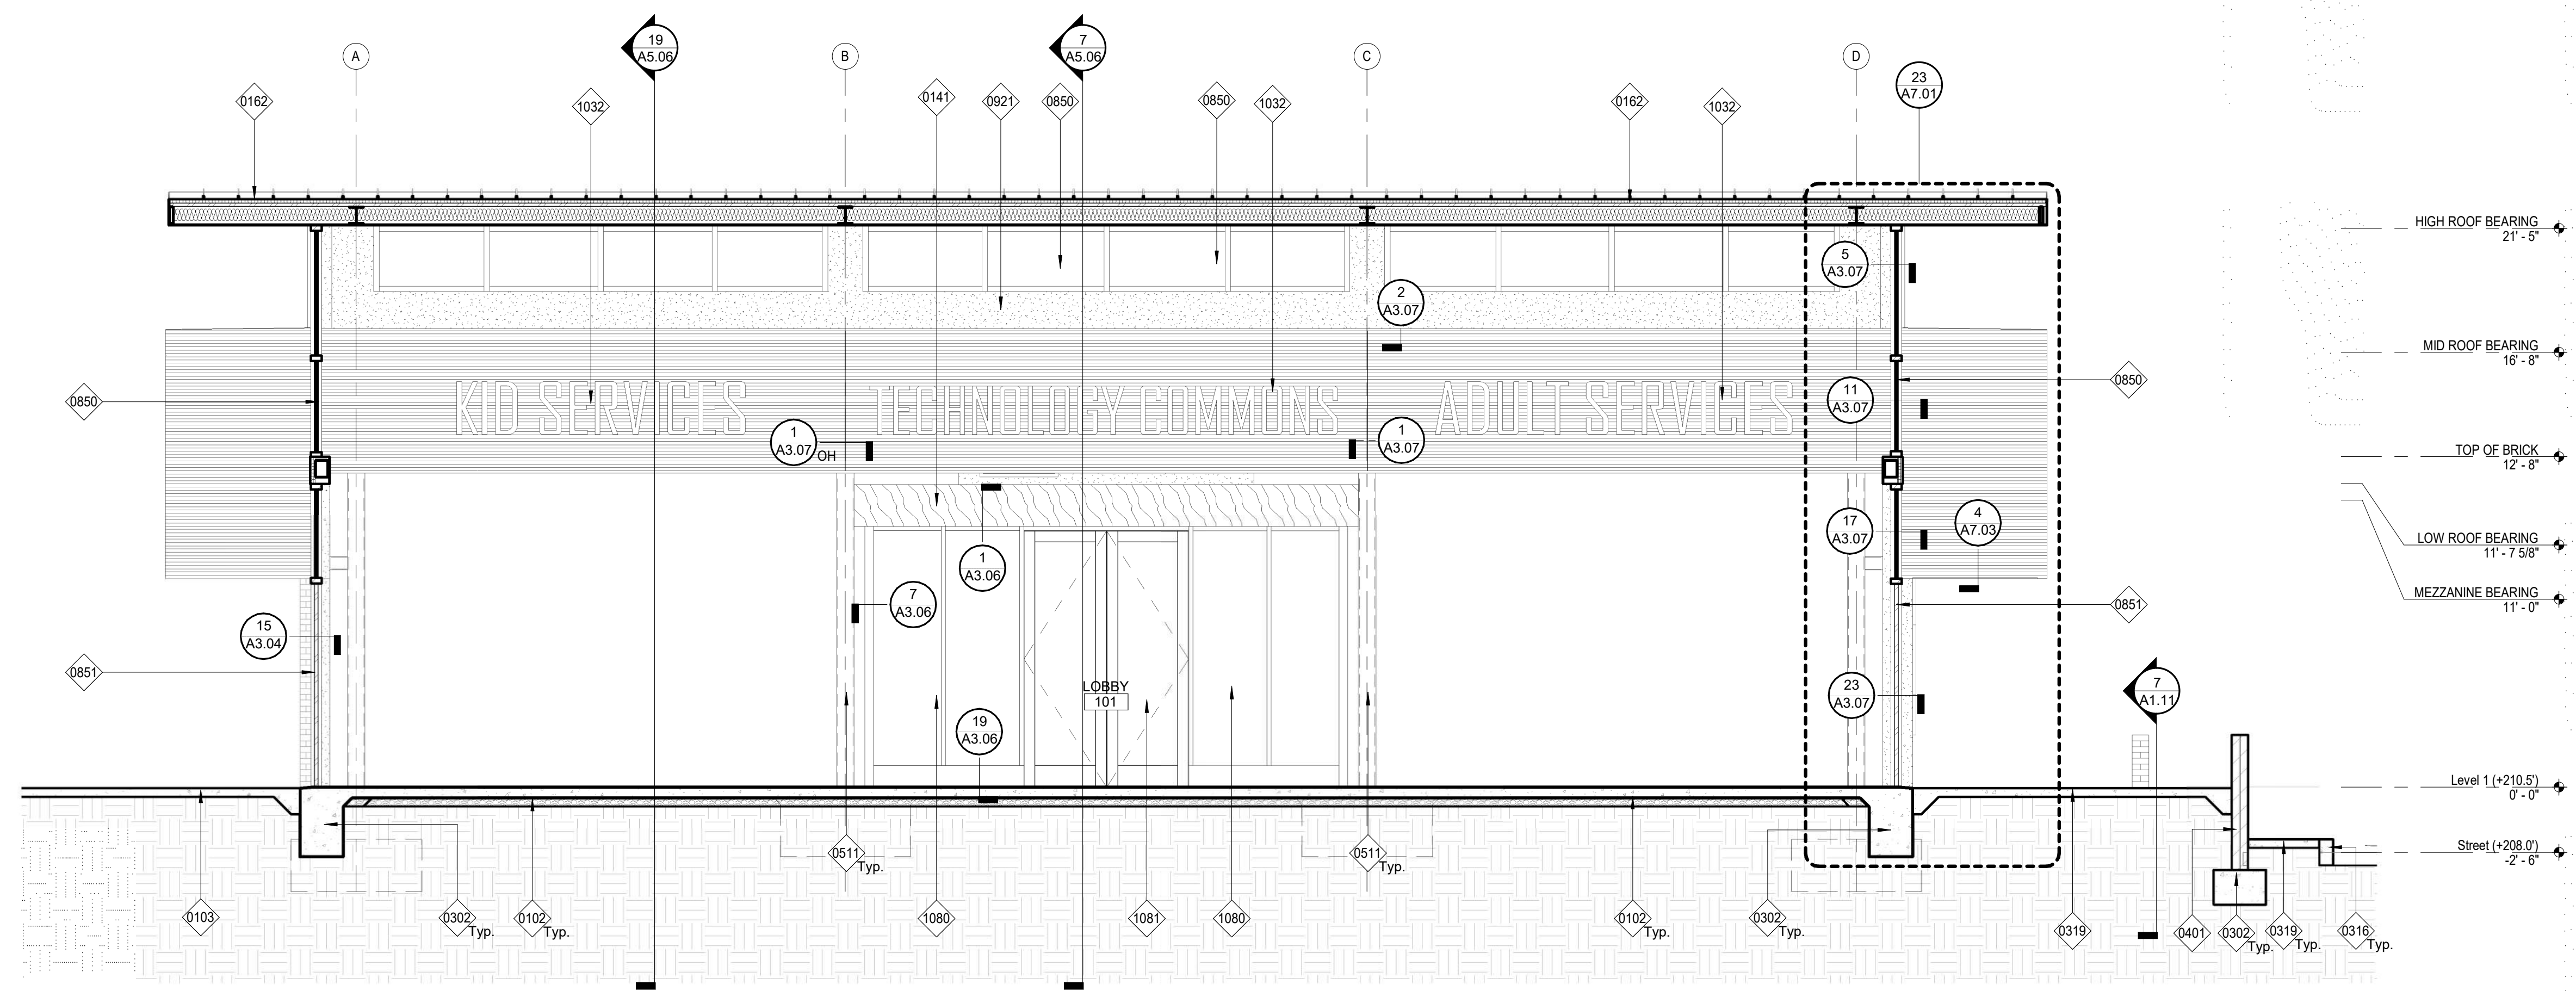 19
A5.06
7
A5.06
A
B
C
D
23
A7.01
0162
1032
0141
0921
0850
0850
1032
0162
1032
HIGH ROOF BEARING
21' - 5"
5
A3.07
2
A3.07
MID ROOF BEARING
16' - 8"
0850
KID SERVICES
TECHNOLOGY COMMONS
ADULT SERVICES
11
A3.07
0850
1
A3.07
OH
1
A3.07
TOP OF BRICK
12' - 8"
17
A3.07
4
A7.03
LOW ROOF BEARING
11' - 7 5/8"
1
A3.06
MEZZANINE BEARING
11' - 0"
7
A3.06
0851
15
A3.04
0851
LOBBY
101
23
A3.07
7
A1.11
19
A3.06
Level 1 (+210.5')
0' - 0"
Street (+208.0')
-2' - 6"
0511
Typ.
0511
Typ.
0103
0302
Typ.
0102
Typ.
1080
1081
1080
0102
Typ.
0302
Typ.
0319
0401
0302
Typ.
0319
Typ.
0316
Typ.